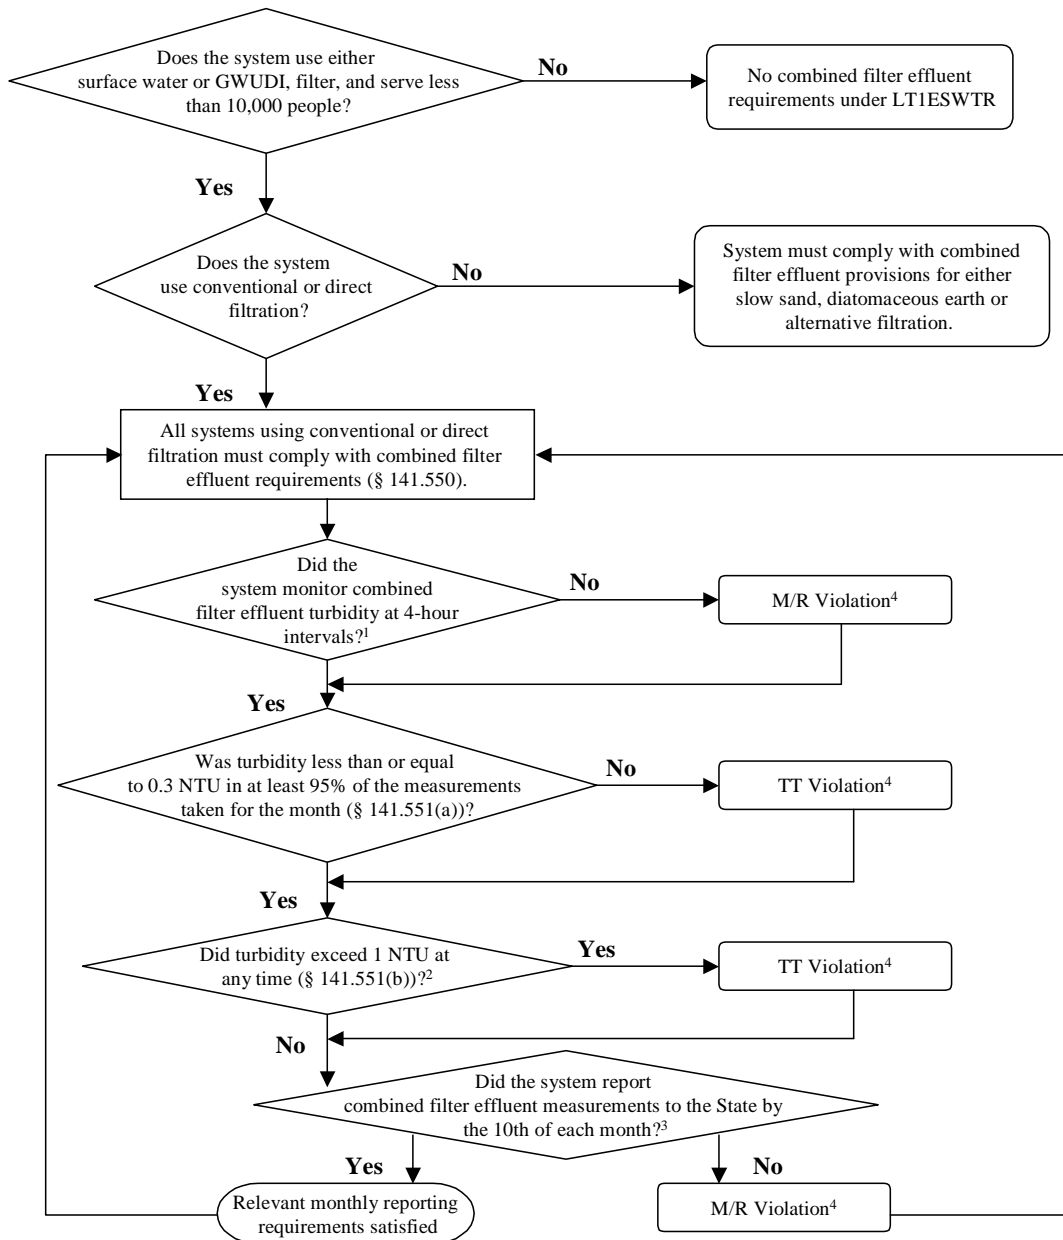 Does the system use either
surface water or GWUDI, filter, and serve less
than 10,000 people?
No
No combined filter effluent
requirements under LT1ESWTR
Yes
Does the system
use conventional or direct
filtration?
No
System must comply with combined
filter effluent provisions for either
slow sand, diatomaceous earth or
alternative filtration.
Yes
All systems using conventional or direct
filtration must comply with combined filter
effluent requirements (§ 141.550).
Did the
system monitor combined
filter effluent turbidity at 4-hour
intervals?¹
No
M/R Violation⁴
Yes
Was turbidity less than or equal
to 0.3 NTU in at least 95% of the measurements
taken for the month (§ 141.551(a))?
No
TT Violation⁴
Yes
Did turbidity exceed 1 NTU at
any time (§ 141.551(b))?²
Yes
TT Violation⁴
No
Did the system report
combined filter effluent measurements to the State by
the 10th of each month?³
Yes
No
Relevant monthly reporting
requirements satisfied
M/R Violation⁴